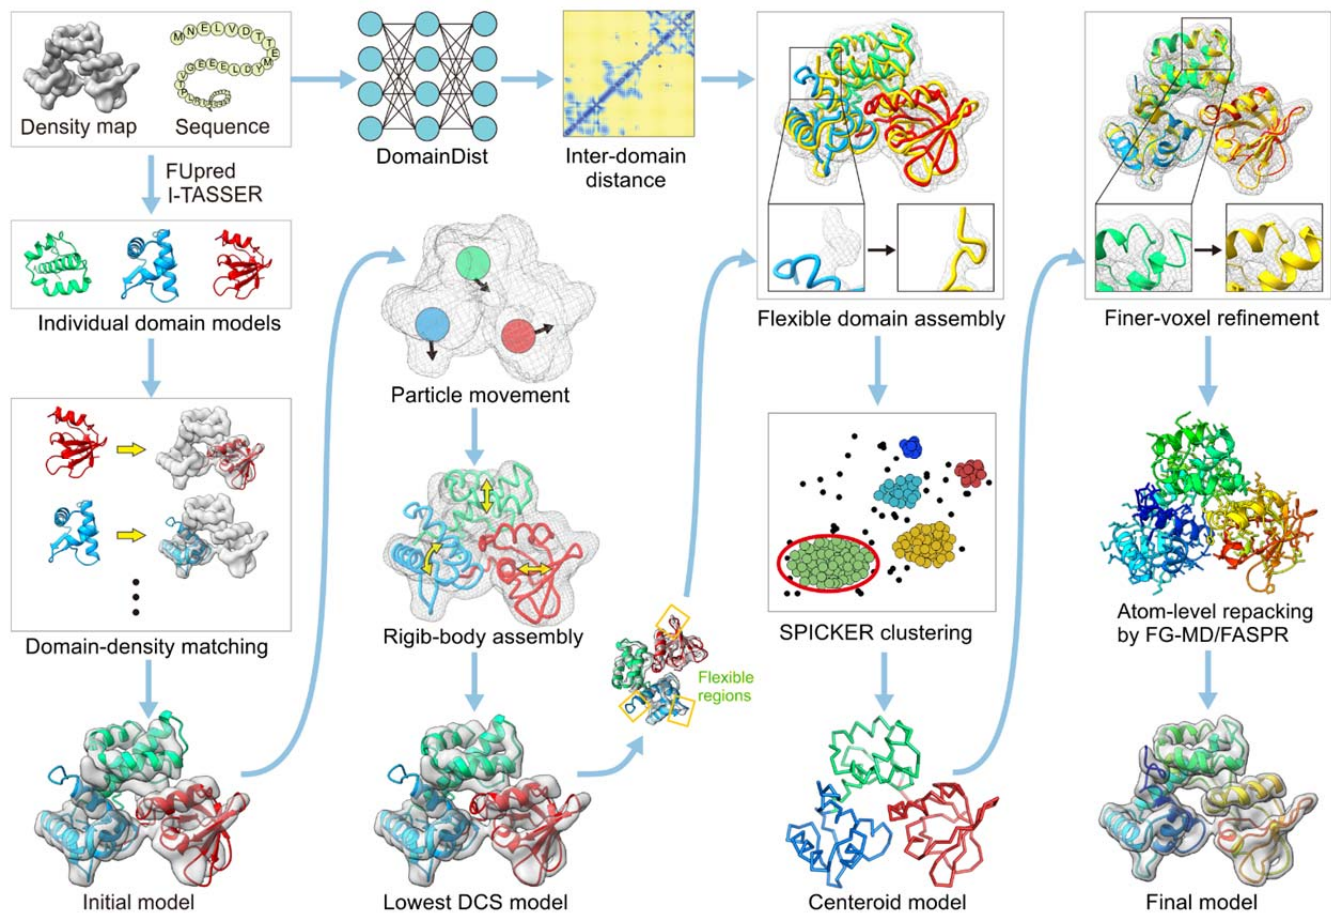 Density map
Sequence
MNELVDTTE
MYDLEEEGVTP
FUpred
I-TASSER
Individual domain models
Domain-density matching
Initial model
DomainDist
Inter-domain
distance
Particle movement
Rigib-body assembly
Lowest DCS model
Flexible
regions
Flexible domain assembly
SPICKER clustering
Centeroid model
Finer-voxel refinement
Atom-level repacking
by FG-MD/FASPR
Final model